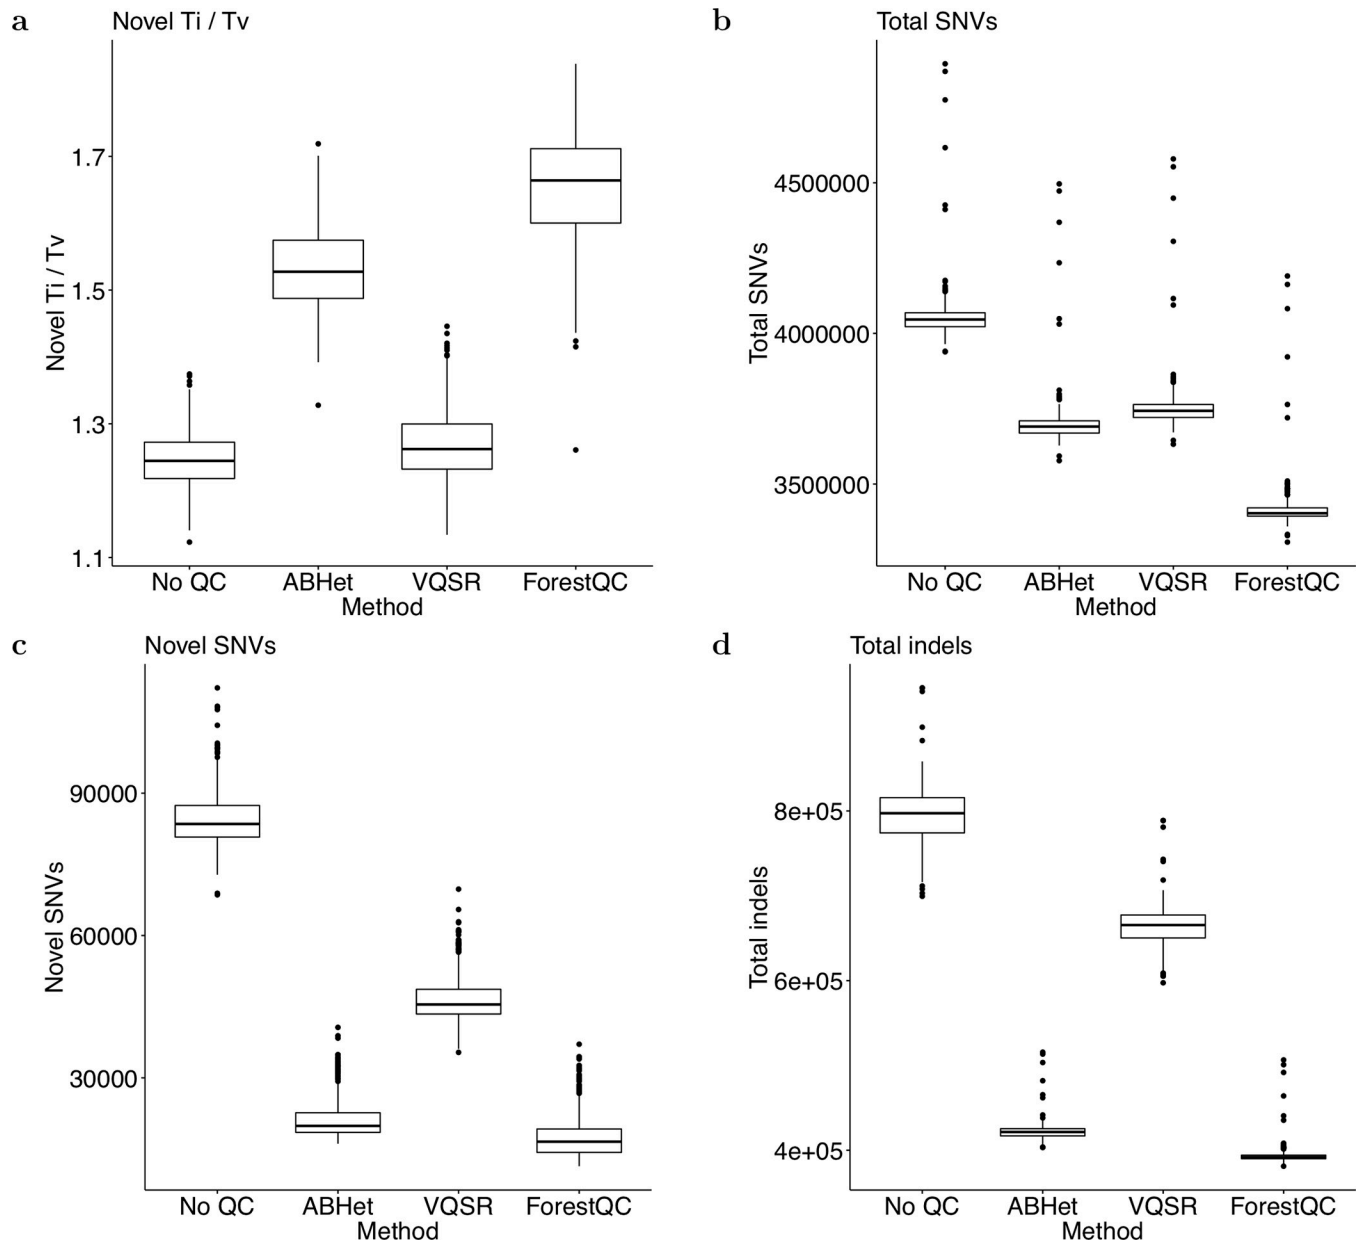 a
Novel Ti / Tv
Novel Ti / Tv
1.7
1.5
1.3
1.1
No QC ABHet VQSR ForestQC
Method
b
Total SNVs
Total SNVs
4500000
4000000
3500000
No QC ABHet VQSR ForestQC
Method
c
Novel SNVs
Novel SNVs
90000
60000
30000
No QC ABHet VQSR ForestQC
Method
d
Total indels
Total indels
8e+05
6e+05
4e+05
No QC ABHet VQSR ForestQC
Method